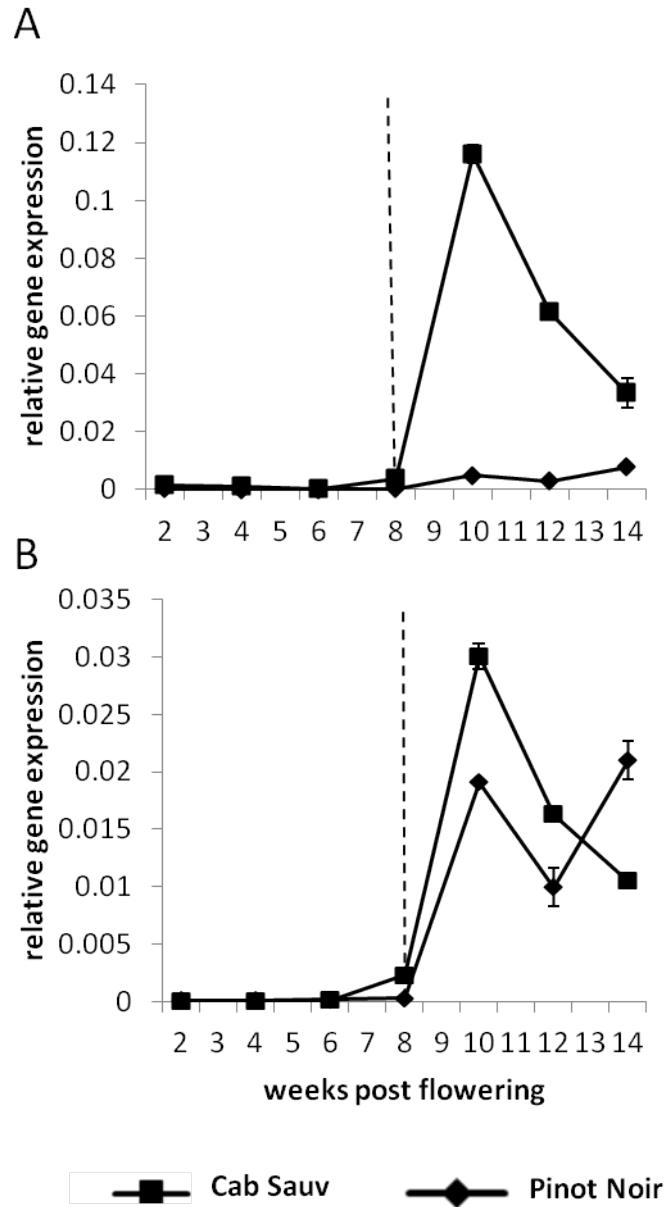 A
relative gene expression
0.14
0.12
0.1
0.08
0.06
0.04
0.02
0
2 3 4 5 6 7 8 9 10 11 12 13 14
B
relative gene expression
0.035
0.03
0.025
0.02
0.015
0.01
0.005
0
2 3 4 5 6 7 8 9 10 11 12 13 14
weeks post flowering
Cab Sauv Pinot Noir